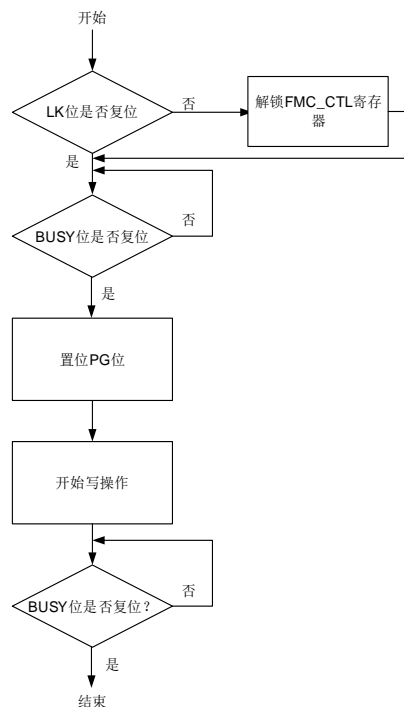 开始
LK位是否复位
否
解锁FMC_CTL寄存
器
是
BUSY位是否复位
否
是
置位PG位
开始写操作
BUSY位是否复位？
否
是
结束